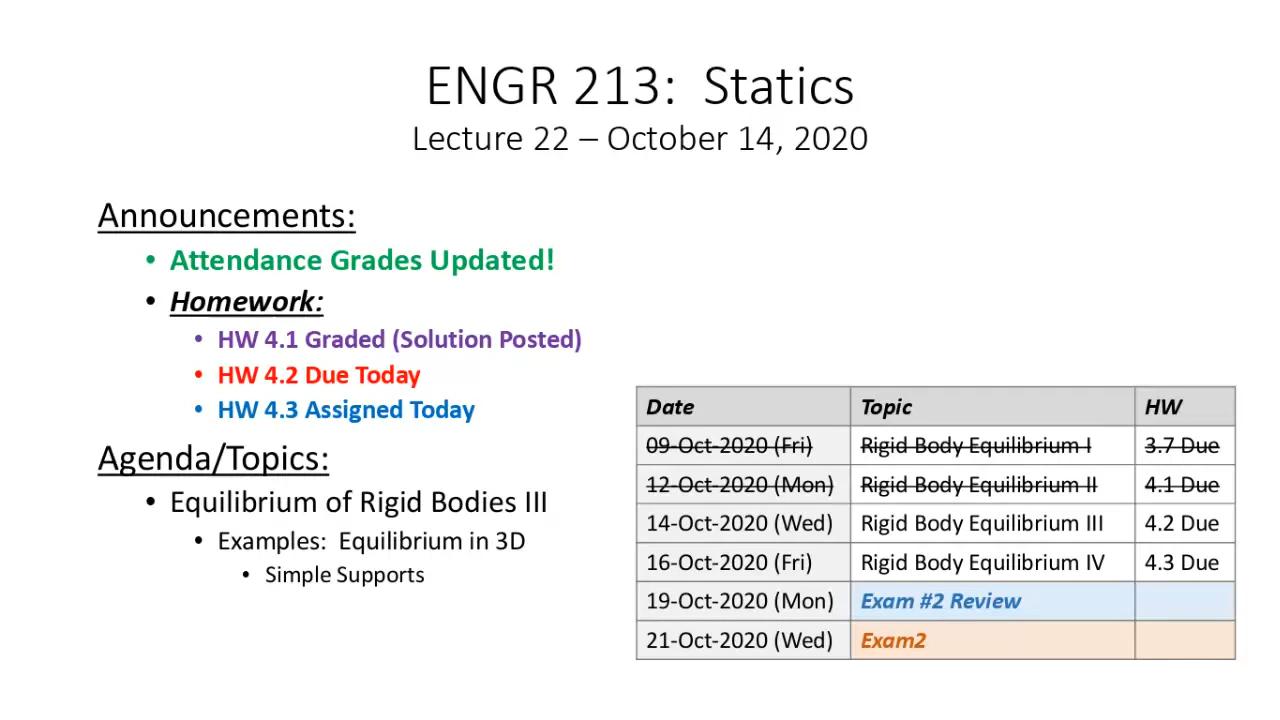 ENGR 213:  Statics
Lecture 22 – October 14, 2020
Announcements:
• Attendance Grades Updated!
• Homework:
• HW 4.1 Graded (Solution Posted)
• HW 4.2 Due Today
• HW 4.3 Assigned Today
Agenda/Topics:
• Equilibrium of Rigid Bodies III
• Examples:  Equilibrium in 3D
• Simple Supports
Date Topic HW
09-Oct-2020 (Fri) Rigid Body Equilibrium I 3.7 Due
12-Oct-2020 (Mon) Rigid Body Equilibrium II 4.1 Due
14-Oct-2020 (Wed) Rigid Body Equilibrium III 4.2 Due
16-Oct-2020 (Fri) Rigid Body Equilibrium IV 4.3 Due
19-Oct-2020 (Mon) Exam #2 Review
21-Oct-2020 (Wed) Exam2